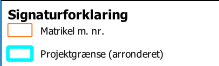 Signaturforklaring
Matrikel m. nr.
Projektgrænse (arronderet)